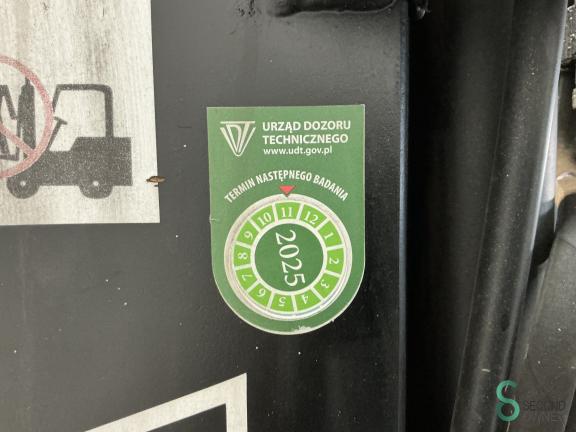 UDT
URZĄD DOZORU
TECHNICZNEGO
www.udt.gov.pl
TERMIN NASTĘPNEGO BADANIA
1 2 3 4 5 6 7 8 9 10 11 12
2025
SECOND
OWNER